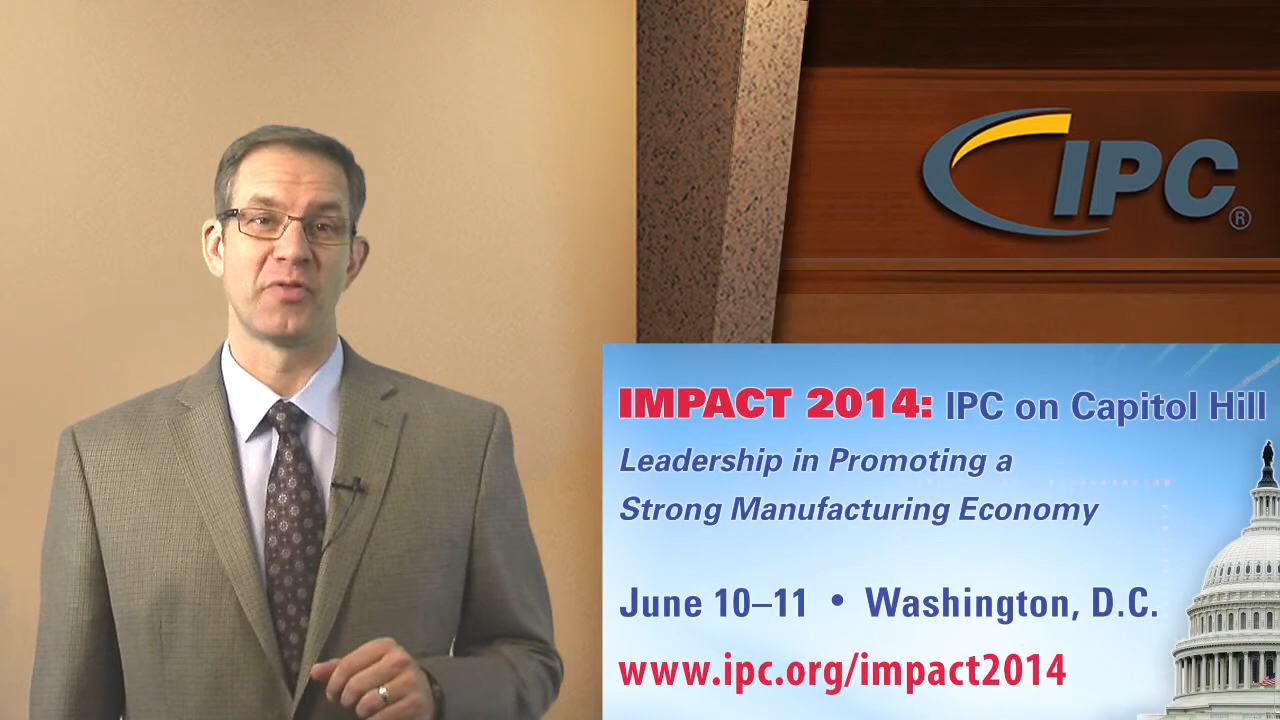 IPC®
IMPACT 2014: IPC on Capitol Hill
Leadership in Promoting a
Strong Manufacturing Economy
June 10–11 • Washington, D.C.
www.ipc.org/impact2014